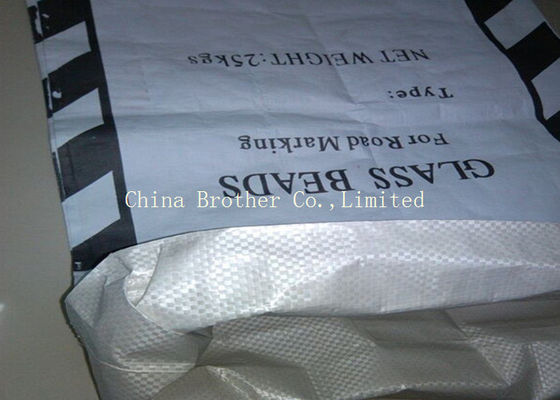 GLASS BEADS
For Road Marking
Type:
NET WEIGHT:25kgs
China Brother Co.,Limited